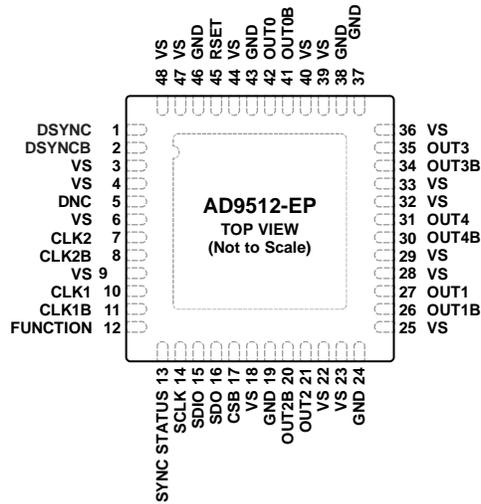 48 VS
47 VS
46 GND
45 RSET
44 VS
43 GND
42 OUT0
41 OUT0B
40 VS
39 VS
38 GND
37 GND
DSYNC 1
DSYNCB 2
VS 3
VS 4
DNC 5
VS 6
CLK2 7
CLK2B 8
VS 9
CLK1 10
CLK1B 11
FUNCTION 12
AD9512-EP
TOP VIEW
(Not to Scale)
36 VS
35 OUT3
34 OUT3B
33 VS
32 VS
31 OUT4
30 OUT4B
29 VS
28 VS
27 OUT1
26 OUT1B
25 VS
SYNC STATUS 13
SCLK 14
SDIO 15
SDO 16
CSB 17
VS 18
GND 19
OUT2B 20
OUT2 21
VS 22
VS 23
GND 24